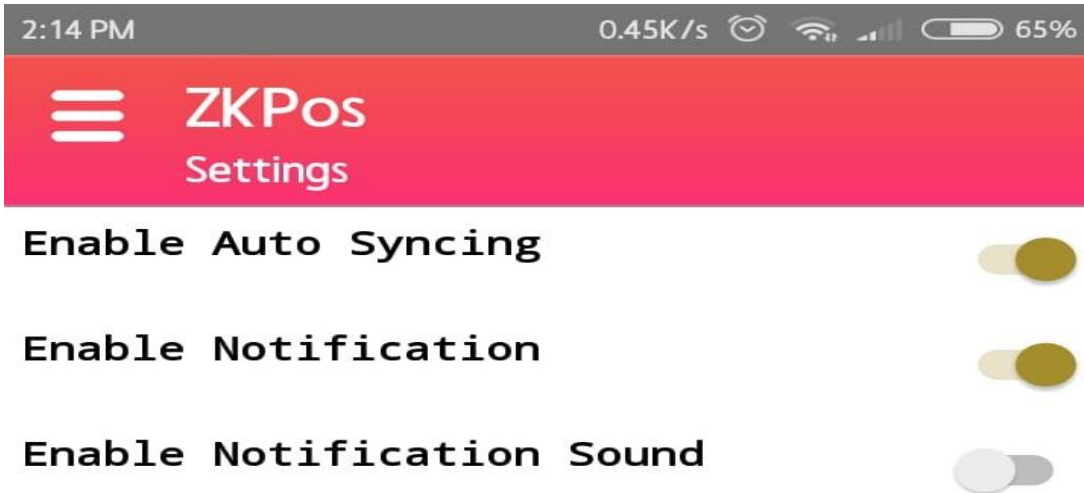 2:14 PM 0.45K/s 65%
ZKPos
Settings
Enable Auto Syncing
Enable Notification
Enable Notification Sound